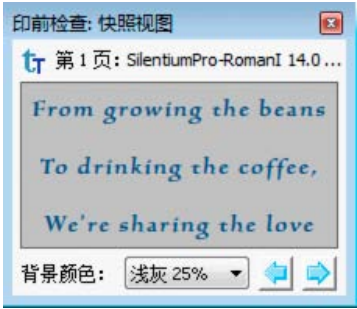 印前检查: 快照视图
第 1 页: SilentiumPro-RomanI 14.0 ...
From growing the beans
To drinking the coffee,
We're sharing the love
背景颜色: 浅灰 25%